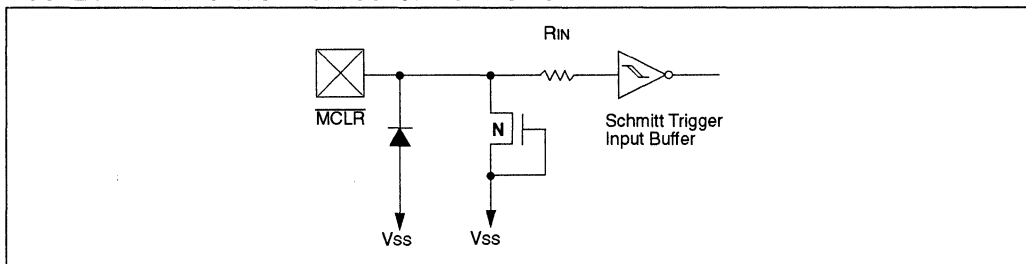 RIN
MCLR
N
Schmitt Trigger
Input Buffer
Vss
Vss